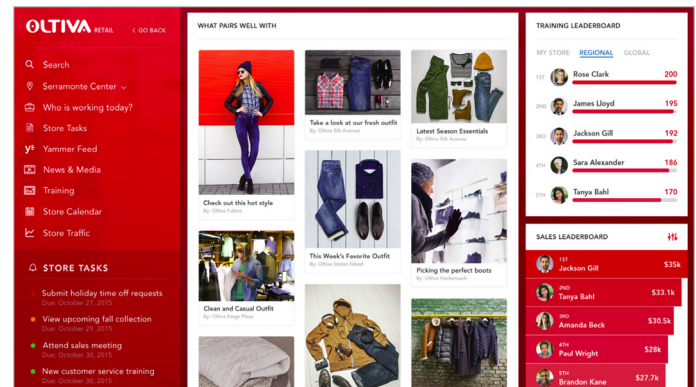 OLTIVA RETAIL
< GO BACK
Search
Serramonte Center
Who is working today?
Store Tasks
Yammer Feed
News & Media
Training
Store Calendar
Store Traffic
STORE TASKS
Submit holiday time off requests
Due: October 27, 2015
View upcoming fall collection
Due: October 29, 2015
Attend sales meeting
Due: October 30, 2015
New customer service training
Due: October 30, 2015
WHAT PAIRS WELL WITH
Check out this hot style
By: Oltiva Folsot
Clean and Casual Outfit
By: Oltiva Kings Plaza
Take a look at our fresh outfit
By: Oltiva 5th Avenue
This Week's Favorite Outfit
By: Oltiva Staten Island
Latest Season Essentials
By: Oltiva 5th Avenue
Picking the perfect boots
By: Oltiva Hackensack
TRAINING LEADERBOARD
MY STORE REGIONAL GLOBAL
1ST Rose Clark 200
2ND James Lloyd 195
3RD Jackson Gill 192
4TH Sara Alexander 186
5TH Tanya Bahl 170
SALES LEADERBOARD
1ST
Jackson Gill $35k
2ND
Tanya Bahl $33.1k
3RD
Amanda Beck $30.5k
4TH
Paul Wright $28k
5TH
Brandon Kane $27.7k